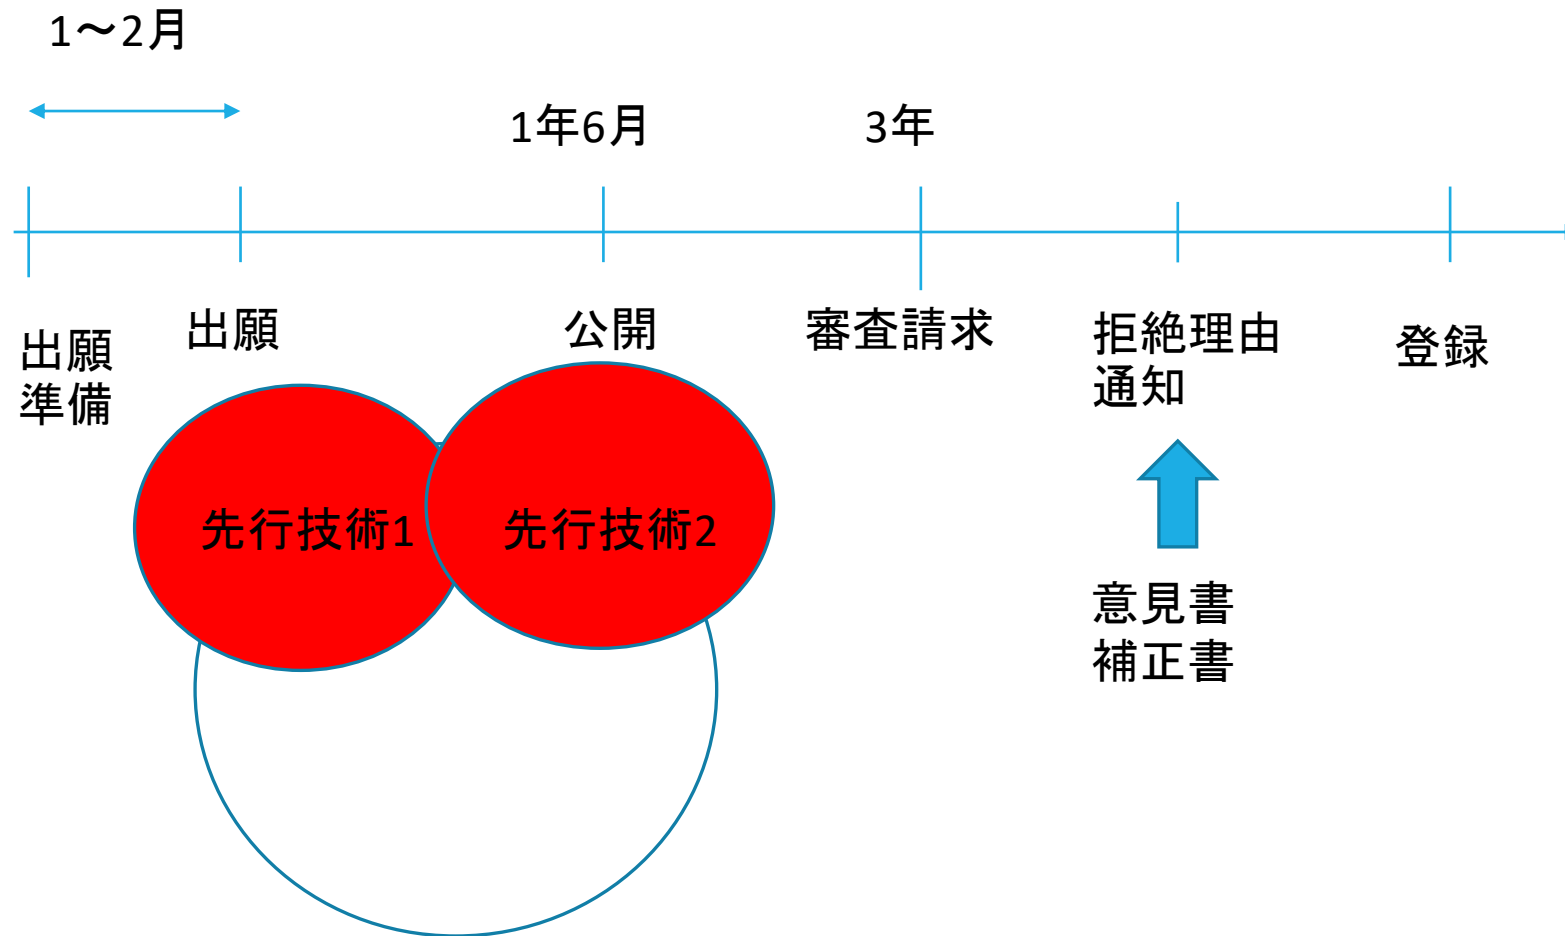 1～2月
1年6月
3年
出願
準備
出願
公開
審査請求
拒絶理由
通知
登録
先行技術1
先行技術2
意見書
補正書